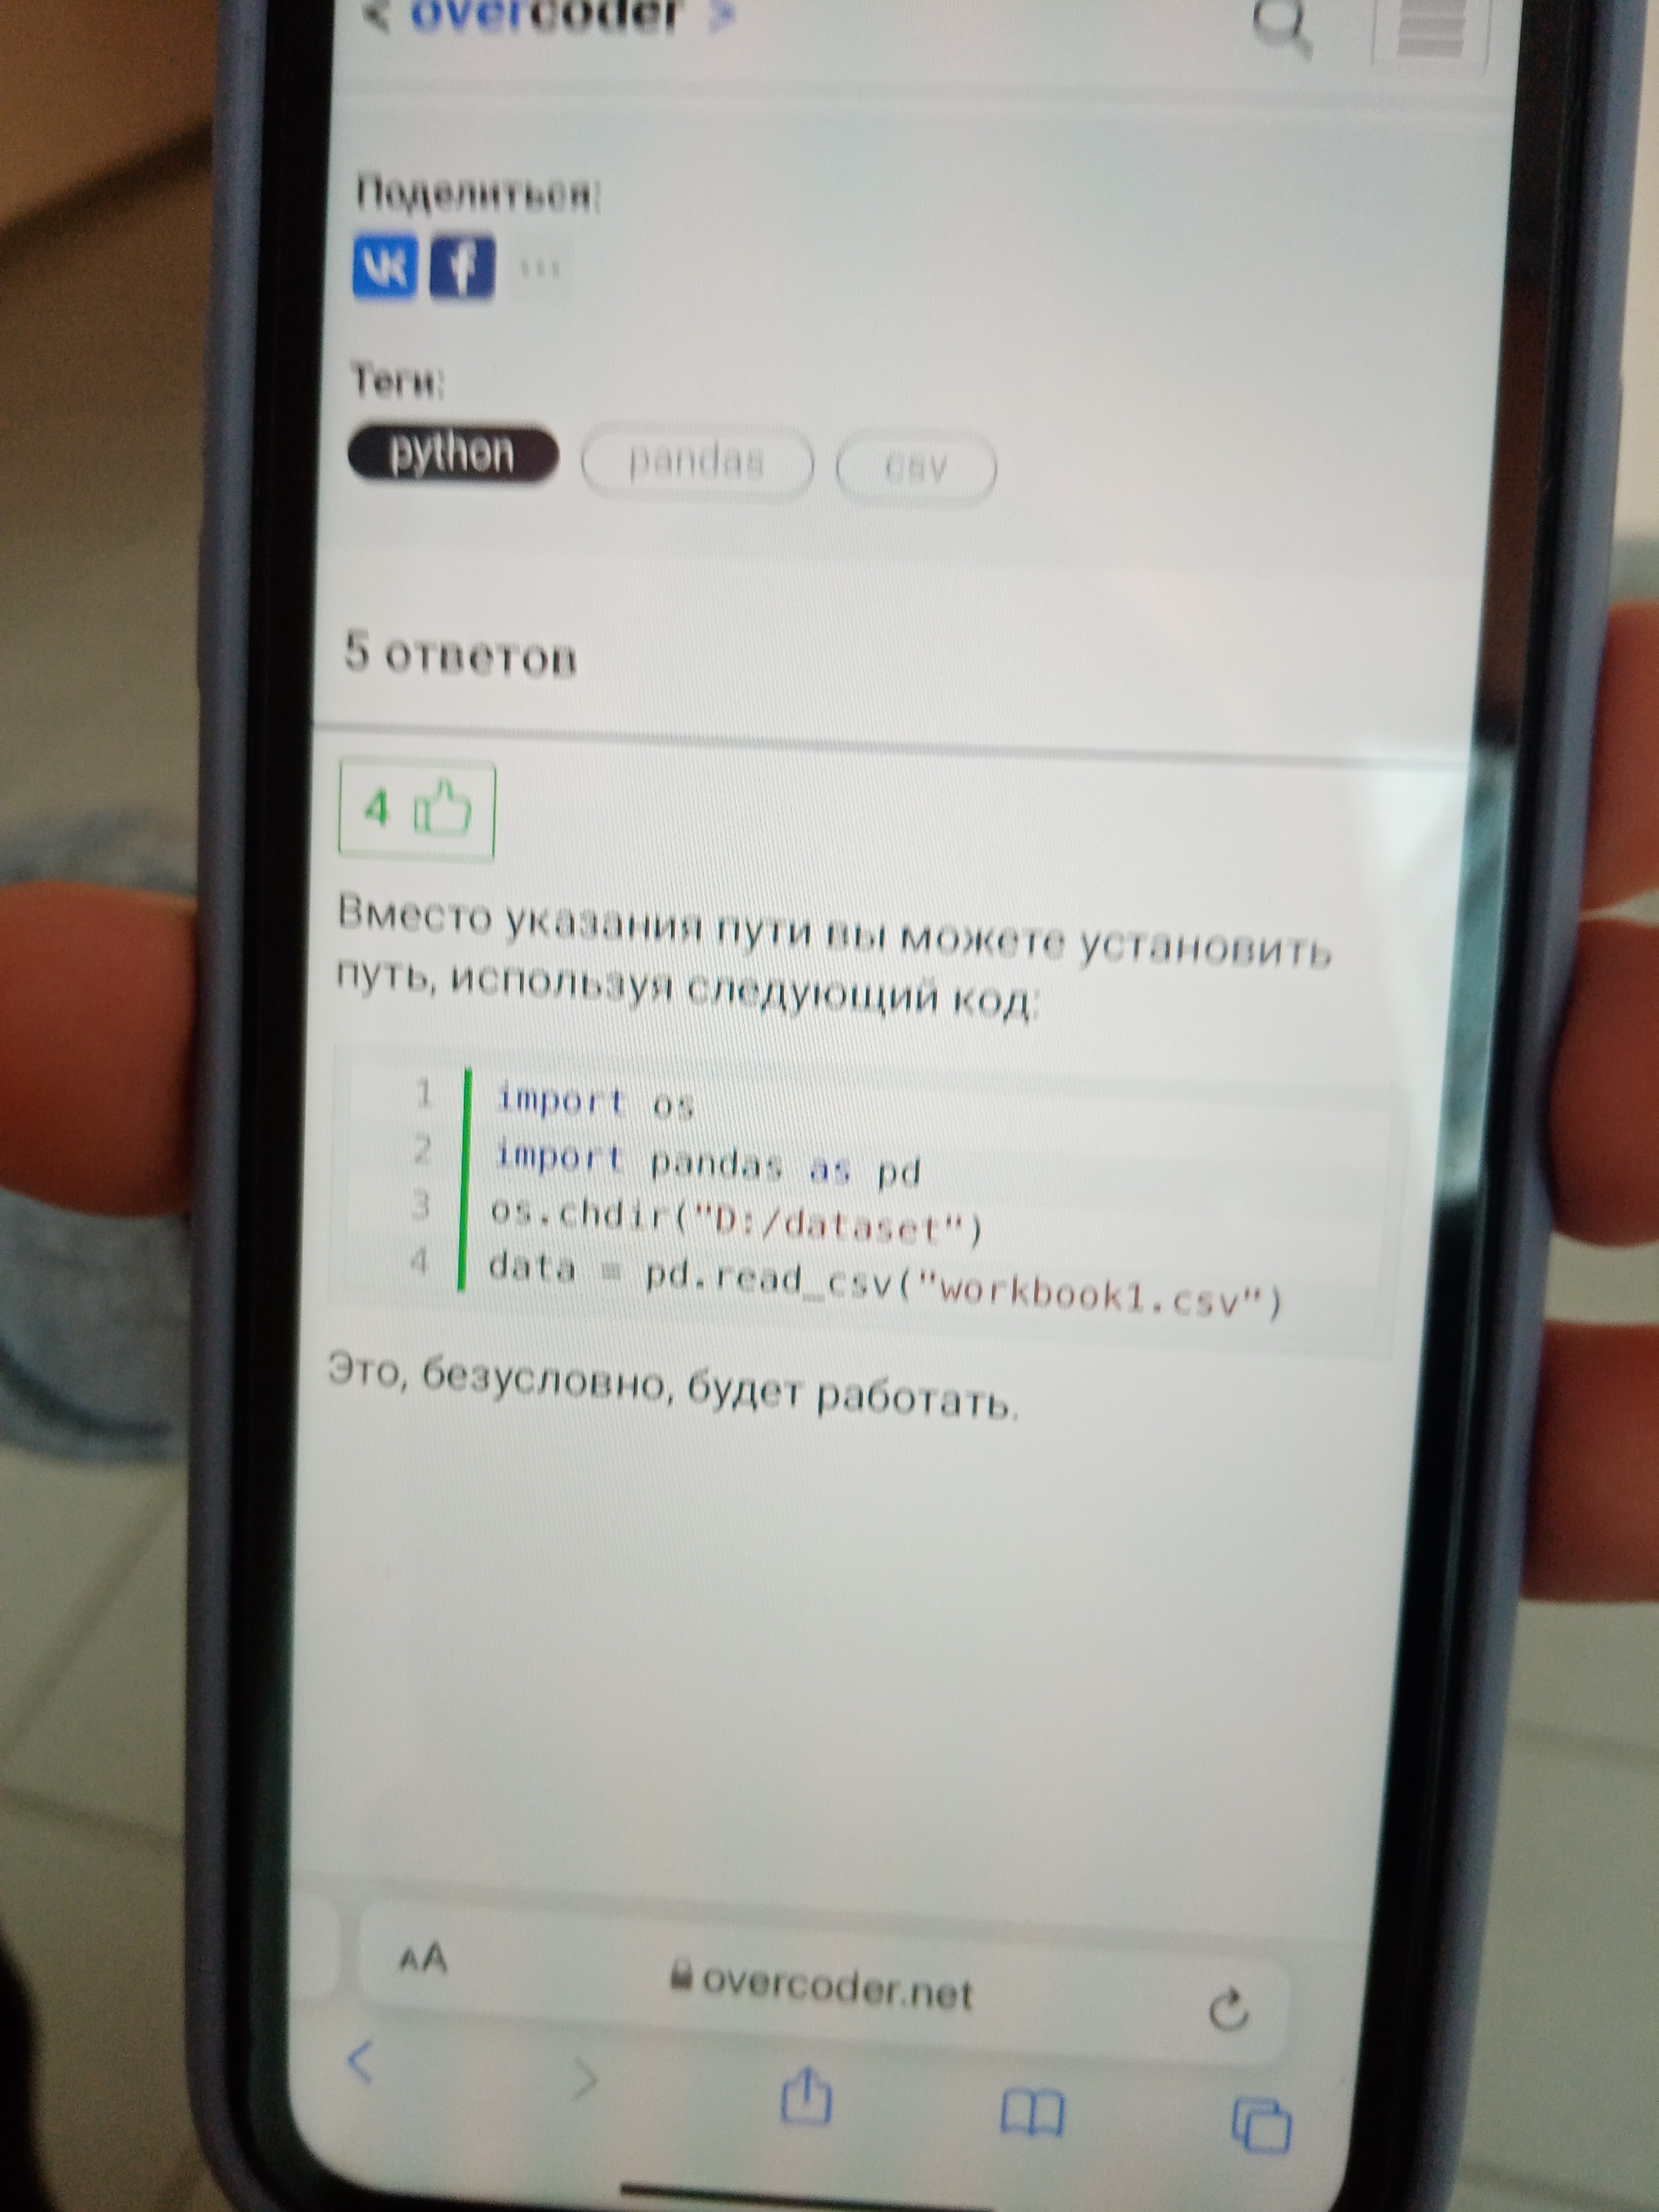 < overcoder >
Поделиться:
Теги:
python pandas csv
5 ответов
4
Вместо указания пути вы можете установить
путь, используя следующий код:
1 import os
2 import pandas as pd
3 os.chdir("D:/dataset")
4 data = pd.read_csv("workbook1.csv")
Это, безусловно, будет работать.
AA overcoder.net